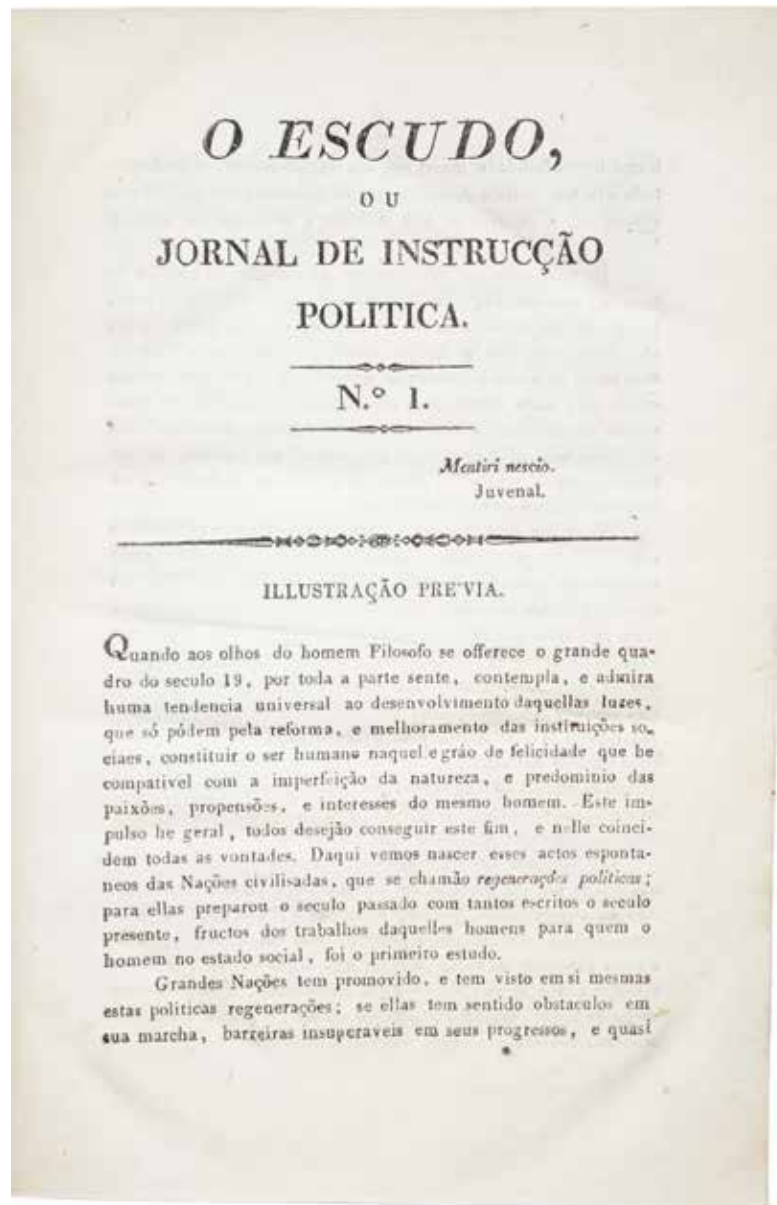 O ESCUDO,
O U
JORNAL DE INSTRUCÇÃO
POLITICA.
N.º 1.
Mentiri nescio.
Juvenal.
ILLUSTRAÇÃO PRE'VIA.
Quando aos olhos do homem Filosofo se offerece o grande qua-
dro do seculo 19, por toda a parte sente, contempla, e admira
huma tendencia universal ao desenvolvimento daquellas luzes,
que só pódem pela reforma, e melhoramento das instituições so-
ciaes, constituir o ser humano naquel e gráo de felicidade que he
compativel com a imperfeição da natureza, e predominio das
paixões, propensões, e interesses do mesmo homem. Este im-
pulso he geral, todos desejão conseguir este fim, e nelle coinci-
dem todas as vontades. Daqui vemos nascer esses actos esponta-
neos das Nações civilisadas, que se chamão regenerações politicas;
para ellas preparou o seculo passado com tantos escritos o seculo
presente, fructos dos trabalhos daquelles homens para quem o
homem no estado social, foi o primeiro estudo.
Grandes Nações tem promovido, e tem visto em si mesmas
estas politicas regenerações; se ellas tem sentido obstaculos em
sua marcha, barreiras insuperaveis em seus progressos, e quasi
*